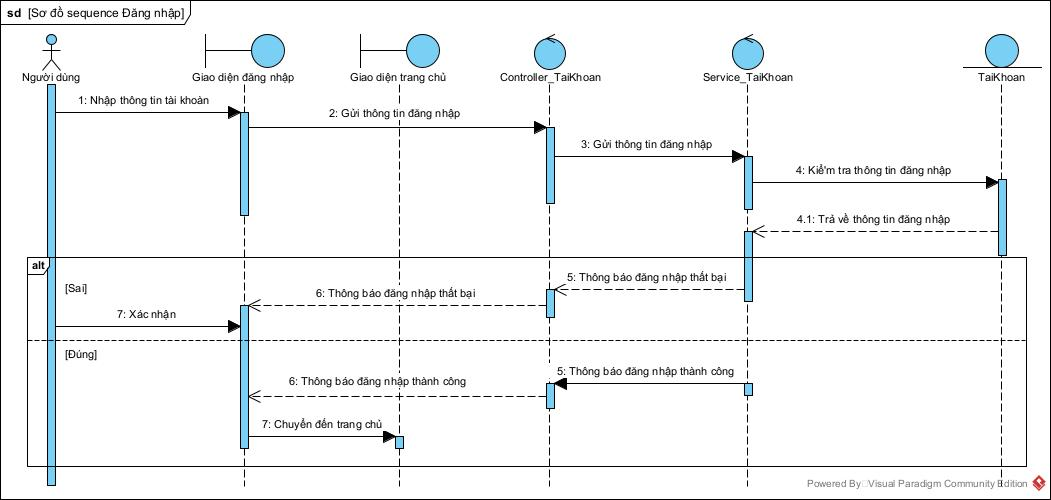 sd [Sơ đồ sequence Đăng nhập]
Người dùng
Giao diện đăng nhập
Giao diện trang chủ
Controller_TaiKhoan
Service_TaiKhoan
TaiKhoan
1: Nhập thông tin tài khoản
2: Gửi thông tin đăng nhập
3: Gửi thông tin đăng nhập
4: Kiểm tra thông tin đăng nhập
4.1: Trả về thông tin đăng nhập
alt
[Sai]
5: Thông báo đăng nhập thất bại
6: Thông báo đăng nhập thất bại
7: Xác nhận
[Đúng]
5: Thông báo đăng nhập thành công
6: Thông báo đăng nhập thành công
7: Chuyển đến trang chủ
Powered By Visual Paradigm Community Edition